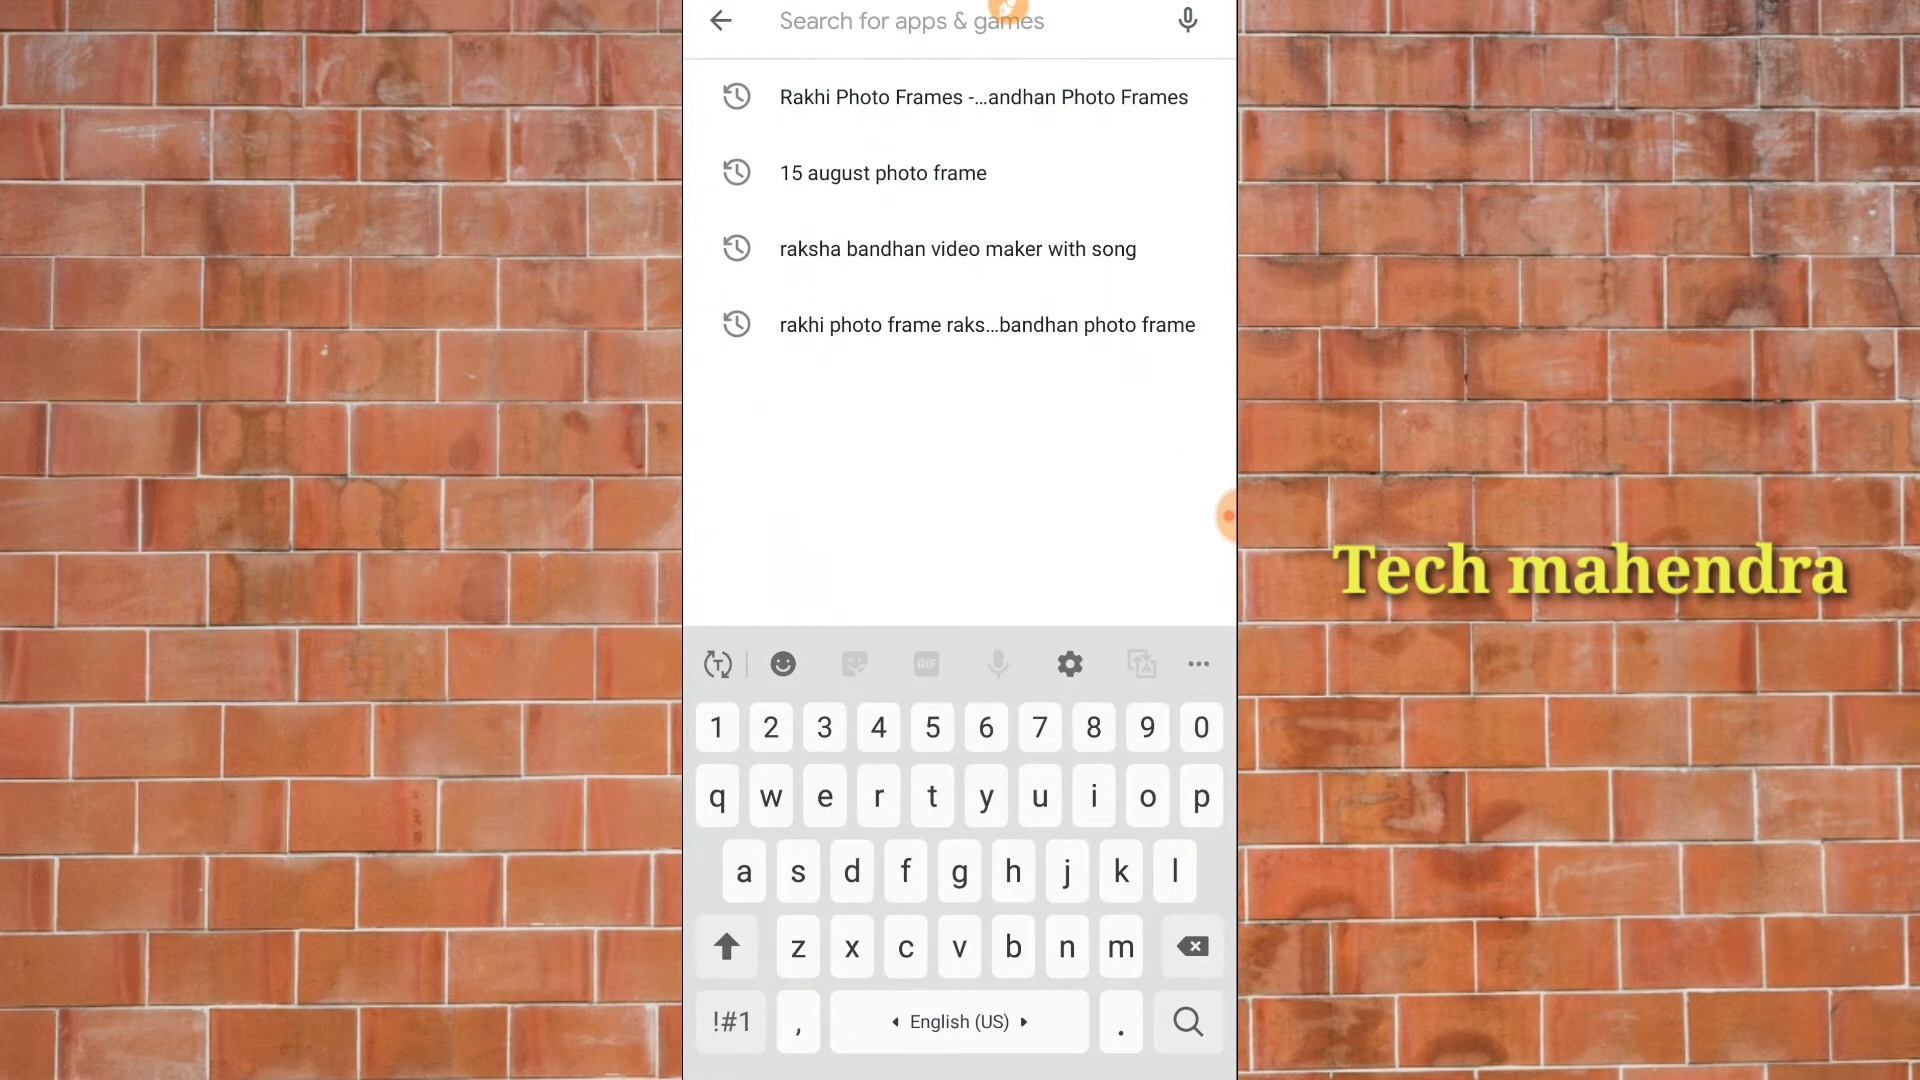 Search for apps & games
Rakhi Photo Frames -...andhan Photo Frames
15 august photo frame
raksha bandhan video maker with song
rakhi photo frame raks...bandhan photo frame
Tech mahendra
GIF
1 2 3 4 5 6 7 8 9 0
q w e r t y u i o p
a s d f g h j k l
z x c v b n m
!#1 , English (US) .